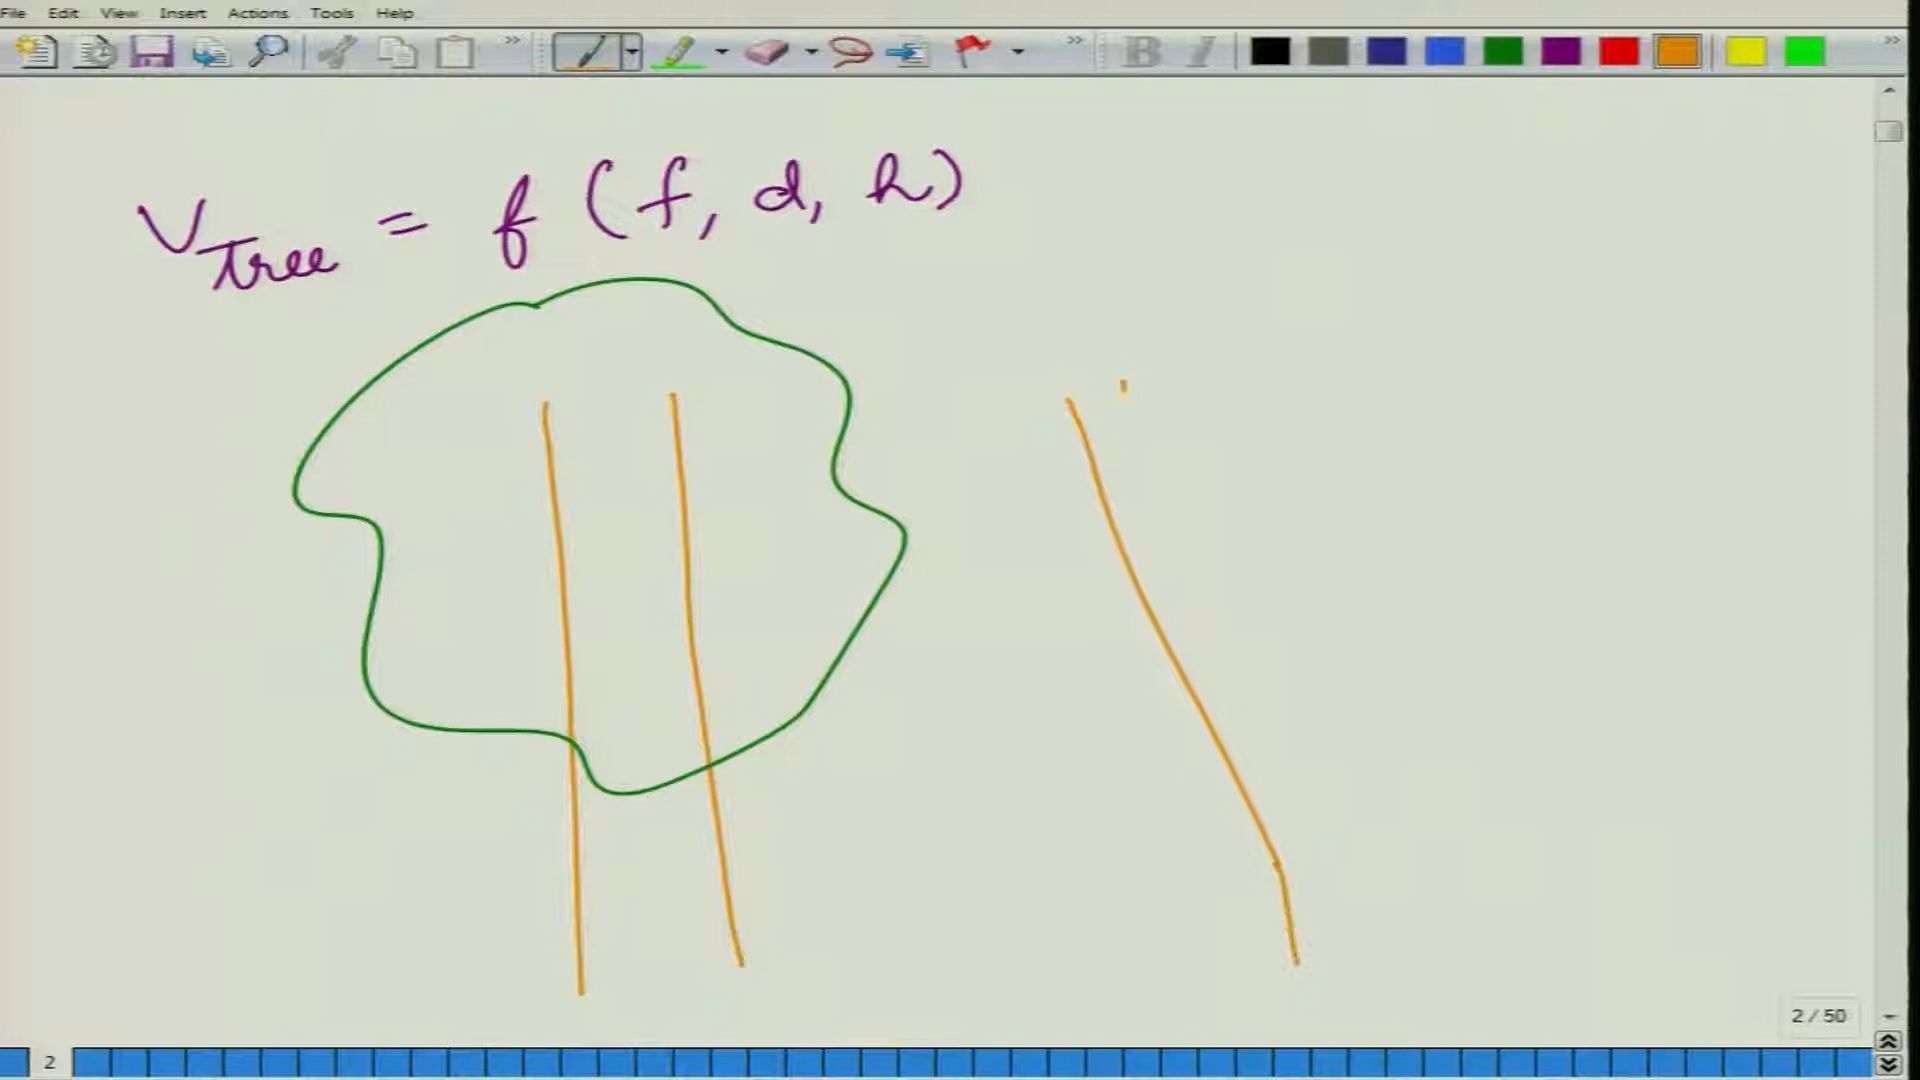 File Edit View Insert Actions Tools Help
» » B I »
V_tree = f (f, d, h)
2 / 50
2